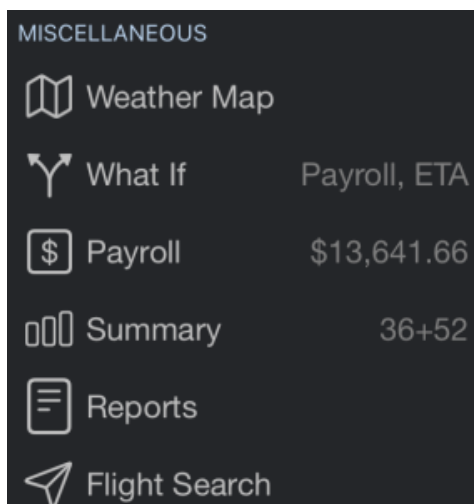 MISCELLANEOUS
Weather Map
What If Payroll, ETA
$ Payroll $13,641.66
Summary 36+52
Reports
Flight Search